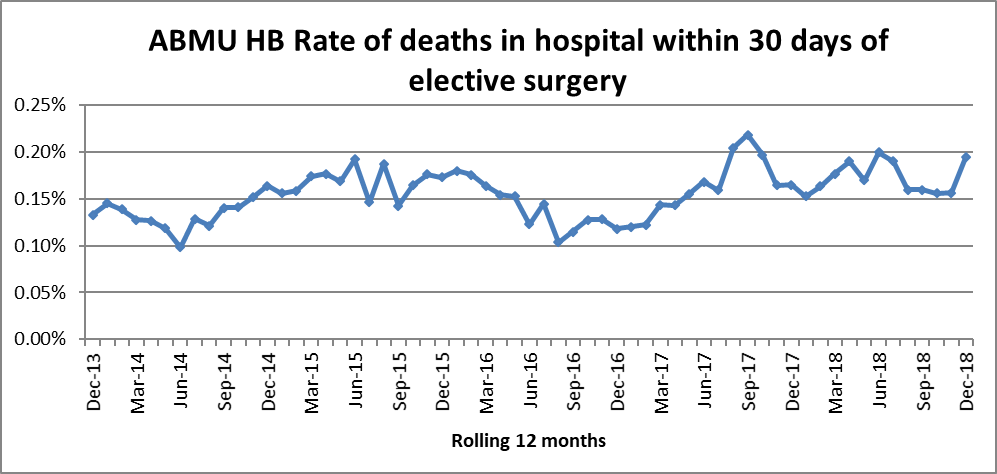 ABMU HB Rate of deaths in hospital within 30 days of
elective surgery
0.25%
0.20%
0.15%
0.10%
0.05%
0.00%
Dec-13
Mar-14
Jun-14
Sep-14
Dec-14
Mar-15
Jun-15
Sep-15
Dec-15
Mar-16
Jun-16
Sep-16
Dec-16
Mar-17
Jun-17
Sep-17
Dec-17
Mar-18
Jun-18
Sep-18
Dec-18
Rolling 12 months